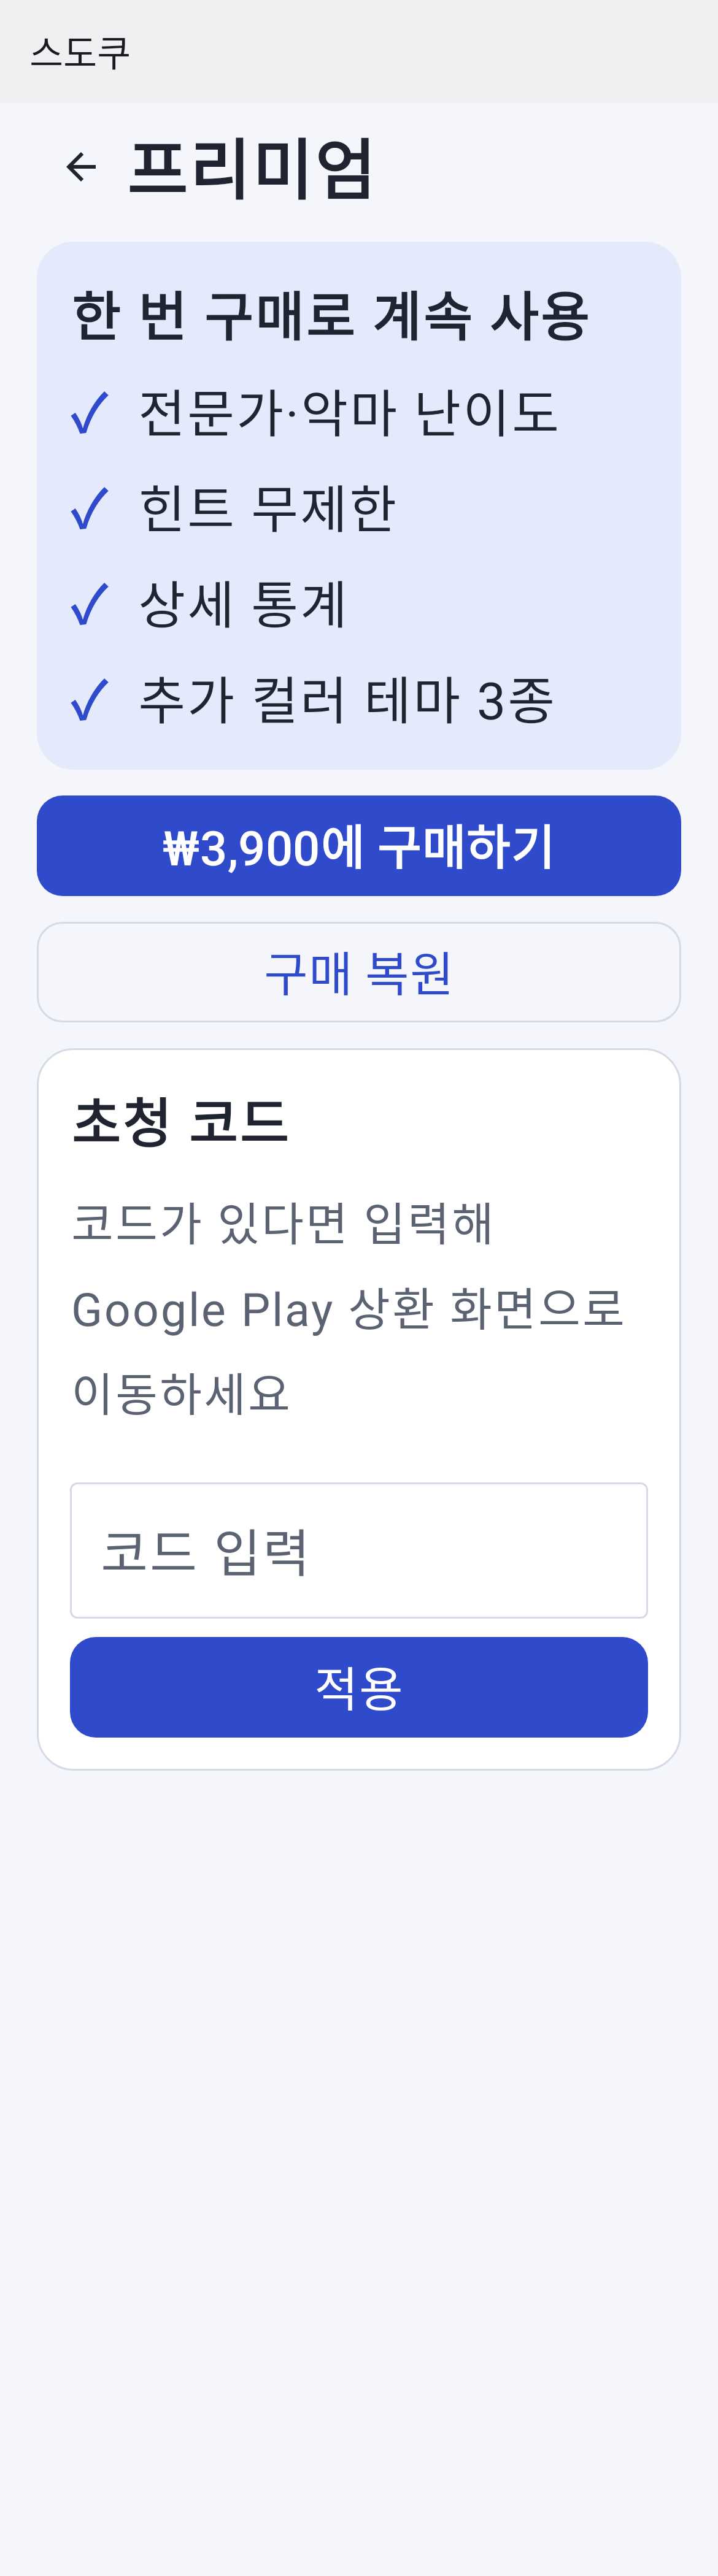 스도쿠
프리미엄
한 번 구매로 계속 사용
✓ 전문가·악마 난이도
✓ 힌트 무제한
✓ 상세 통계
✓ 추가 컬러 테마 3종
₩3,900에 구매하기
구매 복원
초청 코드
코드가 있다면 입력해
Google Play 상환 화면으로
이동하세요
코드 입력
적용